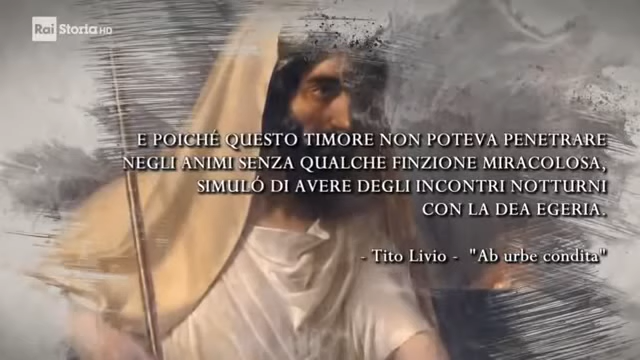 Rai Storia HD
E POICHÉ QUESTO TIMORE NON POTEVA PENETRARE
NEGLI ANIMI SENZA QUALCHE FINZIONE MIRACOLOSA,
SIMULÓ DI AVERE DEGLI INCONTRI NOTTURNI
CON LA DEA EGERIA.
- Tito Livio - "Ab urbe condita"